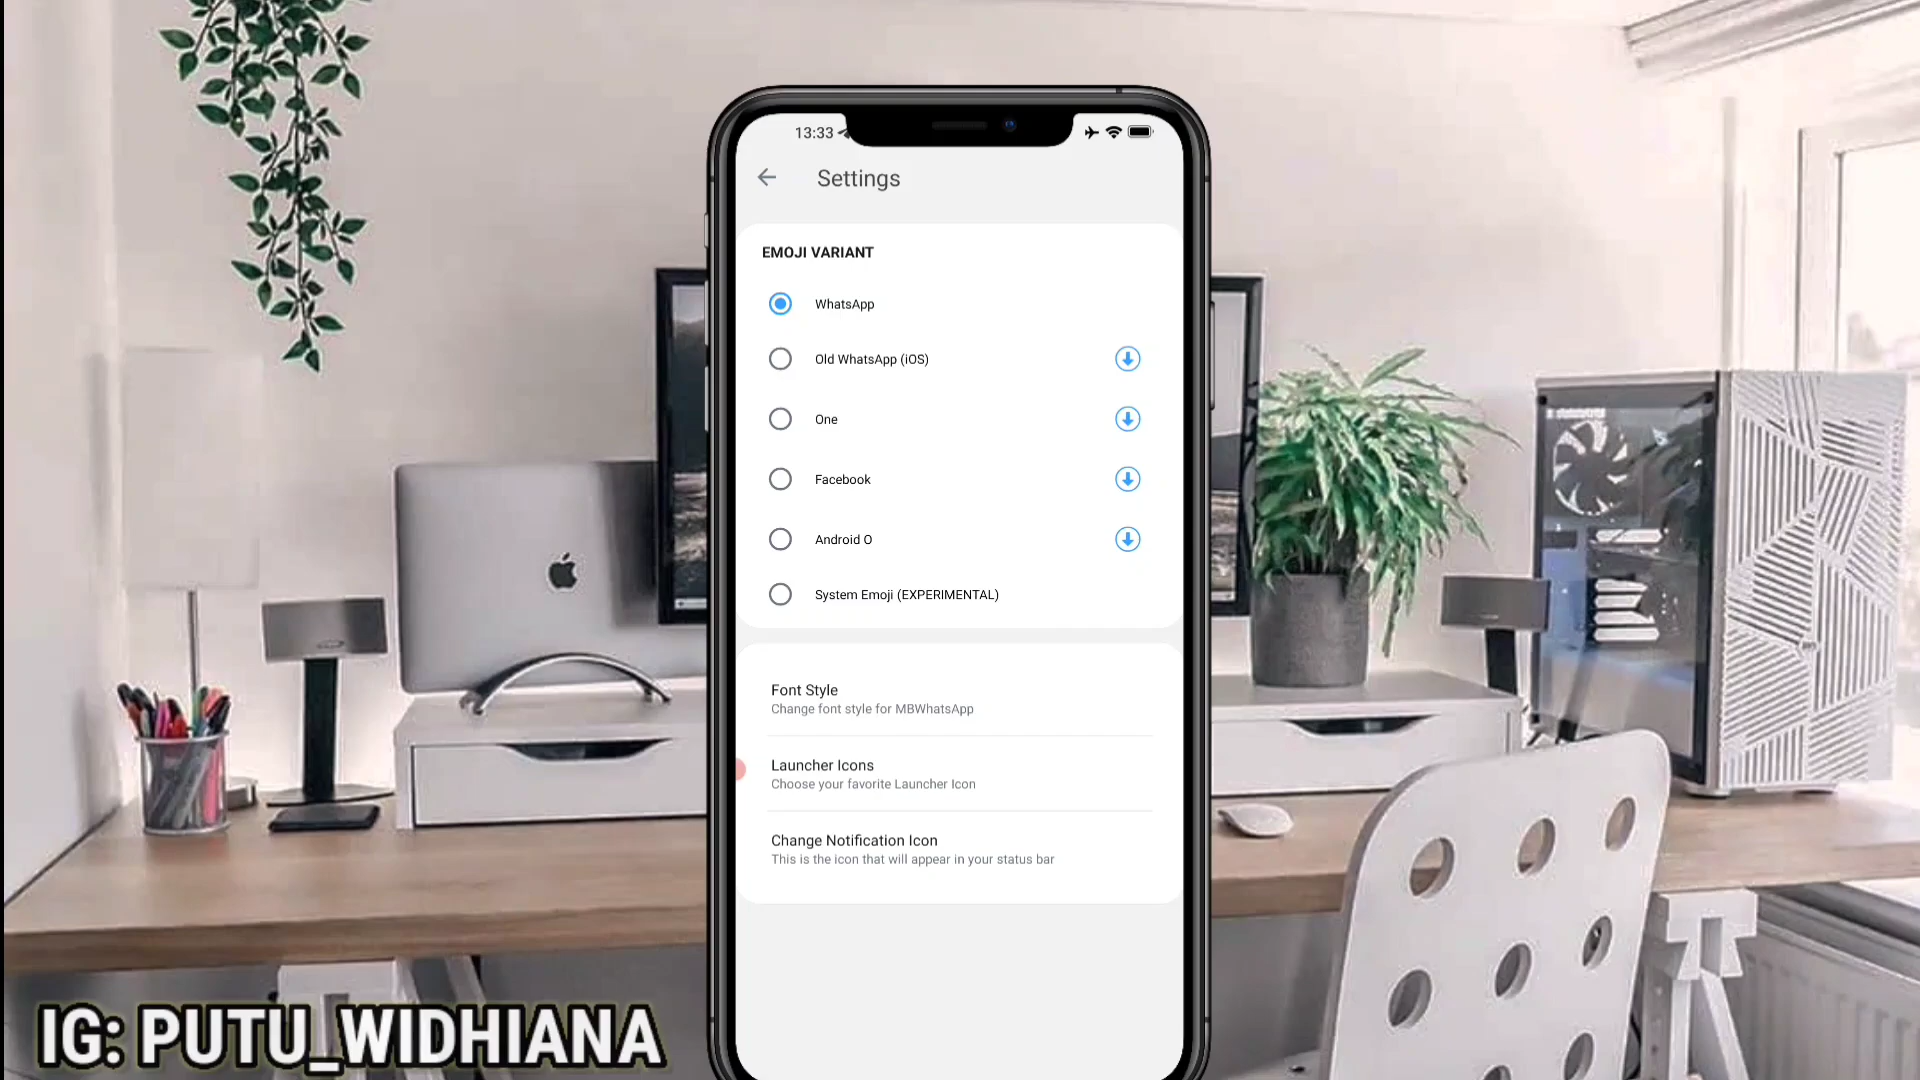 13:33
Settings
EMOJI VARIANT
WhatsApp
Old WhatsApp (iOS)
One
Facebook
Android O
System Emoji (EXPERIMENTAL)
Font Style
Change font style for MBWhatsApp
Launcher Icons
Choose your favorite Launcher Icon
Change Notification Icon
This is the icon that will appear in your status bar
IG: PUTU_WIDHIANA